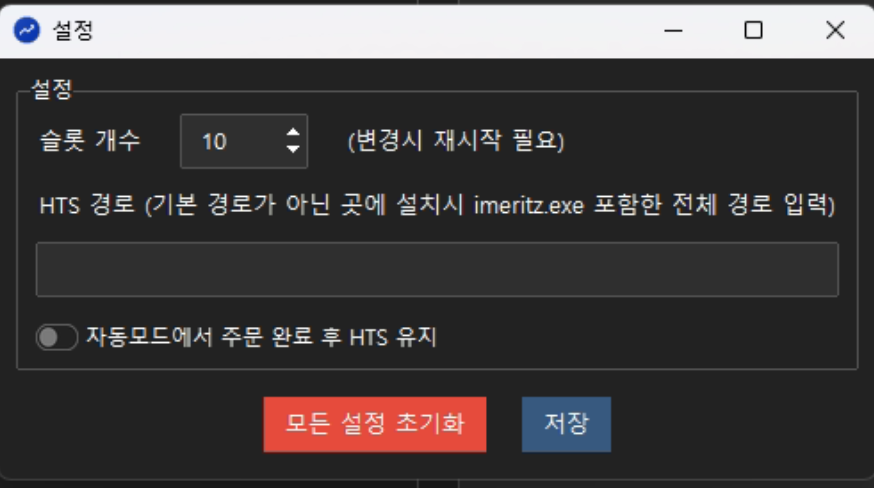 설정
설정
슬롯 개수 10 (변경시 재시작 필요)
HTS 경로 (기본 경로가 아닌 곳에 설치시 imeritz.exe 포함한 전체 경로 입력)
자동모드에서 주문 완료 후 HTS 유지
모든 설정 초기화 저장